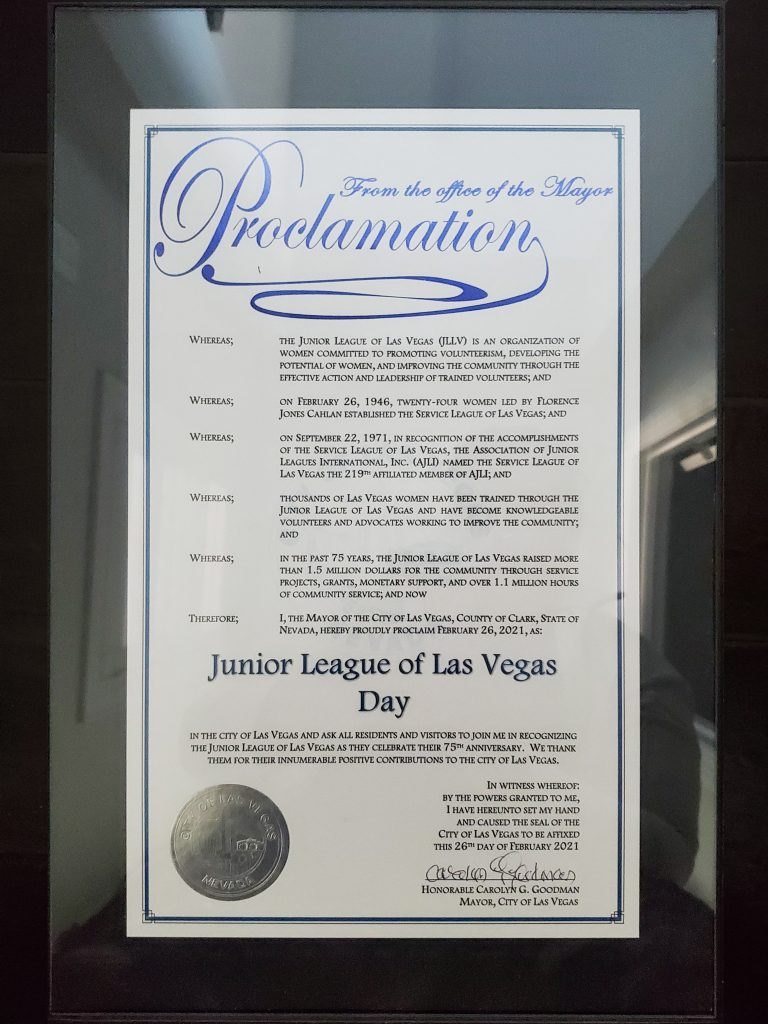 From the office of the Mayor
Proclamation
WHEREAS; THE JUNIOR LEAGUE OF LAS VEGAS (JLLV) IS AN ORGANIZATION OF
WOMEN COMMITTED TO PROMOTING VOLUNTEERISM, DEVELOPING THE
POTENTIAL OF WOMEN, AND IMPROVING THE COMMUNITY THROUGH THE
EFFECTIVE ACTION AND LEADERSHIP OF TRAINED VOLUNTEERS; AND
WHEREAS; ON FEBRUARY 26, 1946, TWENTY-FOUR WOMEN LED BY FLORENCE
JONES CAHLAN ESTABLISHED THE SERVICE LEAGUE OF LAS VEGAS; AND
WHEREAS; ON SEPTEMBER 22, 1971, IN RECOGNITION OF THE ACCOMPLISHMENTS
OF THE SERVICE LEAGUE OF LAS VEGAS, THE ASSOCIATION OF JUNIOR
LEAGUES INTERNATIONAL, INC. (AJLI) NAMED THE SERVICE LEAGUE OF
LAS VEGAS THE 219TH AFFILIATED MEMBER OF AJLI; AND
WHEREAS; THOUSANDS OF LAS VEGAS WOMEN HAVE BEEN TRAINED THROUGH THE
JUNIOR LEAGUE OF LAS VEGAS AND HAVE BECOME KNOWLEDGEABLE
VOLUNTEERS AND ADVOCATES WORKING TO IMPROVE THE COMMUNITY;
AND
WHEREAS; IN THE PAST 75 YEARS, THE JUNIOR LEAGUE OF LAS VEGAS RAISED MORE
THAN 1.5 MILLION DOLLARS FOR THE COMMUNITY THROUGH SERVICE
PROJECTS, GRANTS, MONETARY SUPPORT, AND OVER 1.1 MILLION HOURS
OF COMMUNITY SERVICE; AND NOW
THEREFORE; I, THE MAYOR OF THE CITY OF LAS VEGAS, COUNTY OF CLARK, STATE OF
NEVADA, HEREBY PROUDLY PROCLAIM FEBRUARY 26, 2021, AS:
Junior League of Las Vegas
Day
IN THE CITY OF LAS VEGAS AND ASK ALL RESIDENTS AND VISITORS TO JOIN ME IN RECOGNIZING
THE JUNIOR LEAGUE OF LAS VEGAS AS THEY CELEBRATE THEIR 75TH ANNIVERSARY. WE THANK
THEM FOR THEIR INNUMERABLE POSITIVE CONTRIBUTIONS TO THE CITY OF LAS VEGAS.
IN WITNESS WHEREOF:
BY THE POWERS GRANTED TO ME,
I HAVE HEREUNTO SET MY HAND
AND CAUSED THE SEAL OF THE
CITY OF LAS VEGAS TO BE AFFIXED
THIS 26TH DAY OF FEBRUARY 2021
Carolyn G. Goodman
HONORABLE CAROLYN G. GOODMAN
MAYOR, CITY OF LAS VEGAS
CITY OF LAS VEGAS
NEVADA